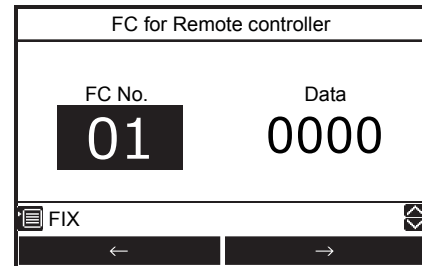 FC for Remote controller
FC No. Data
01 0000
FIX
← →